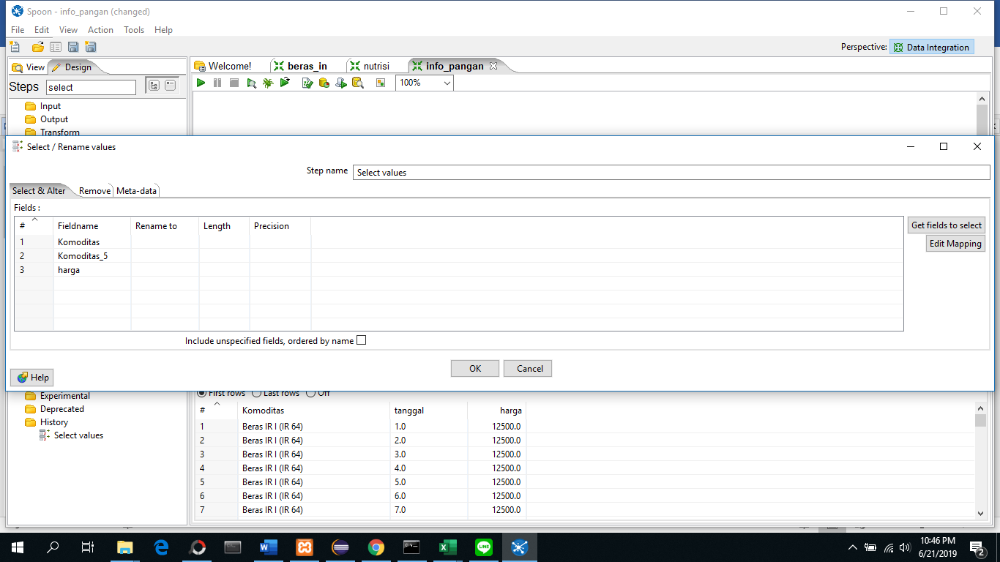 Spoon - info_pangan (changed)
File Edit View Action Tools Help
Perspective: Data Integration
View Design
Welcome! beras_in nutrisi info_pangan
Steps select
100%
Input
Output
Transform
Select / Rename values
Step name Select values
Select & Alter Remove Meta-data
Fields :
# Fieldname Rename to Length Precision
1 Komoditas
2 Komoditas_5
3 harga
Get fields to select
Edit Mapping
Include unspecified fields, ordered by name
OK Cancel
Help
Experimental
Deprecated
History
Select values
First rows Last rows Off
# Komoditas tanggal harga
1 Beras IR I (IR 64) 1.0 12500.0
2 Beras IR I (IR 64) 2.0 12500.0
3 Beras IR I (IR 64) 3.0 12500.0
4 Beras IR I (IR 64) 4.0 12500.0
5 Beras IR I (IR 64) 5.0 12500.0
6 Beras IR I (IR 64) 6.0 12500.0
7 Beras IR I (IR 64) 7.0 12500.0
LINE
10:46 PM
6/21/2019
2